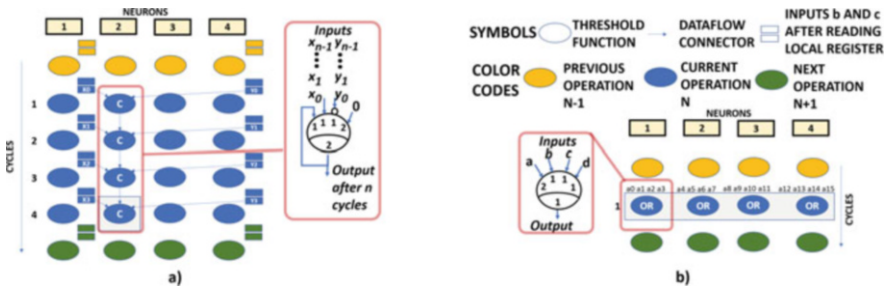 NEURONS
1 2 3 4
CYCLES
X0 Y0
1 C
X1 Y1
2 C
X2 Y2
3 C
X3 Y3
4 C
a)
Inputs
xn-1 yn-1
x1 y1
x0 y0 0
1 1 1 2
2
Output
after n
cycles
SYMBOLS THRESHOLD FUNCTION
DATAFLOW CONNECTOR
INPUTS b AND c
AFTER READING
LOCAL REGISTER
COLOR CODES
PREVIOUS OPERATION N-1
CURRENT OPERATION N
NEXT OPERATION N+1
NEURONS
1 2 3 4
Inputs
a b c d
2 1 1 1
1
Output
a0 a1 a2 a3 a4 a5 a6 a7 a8 a9 a10 a11 a12 a13 a14 a15
1 OR OR OR OR
CYCLES
b)